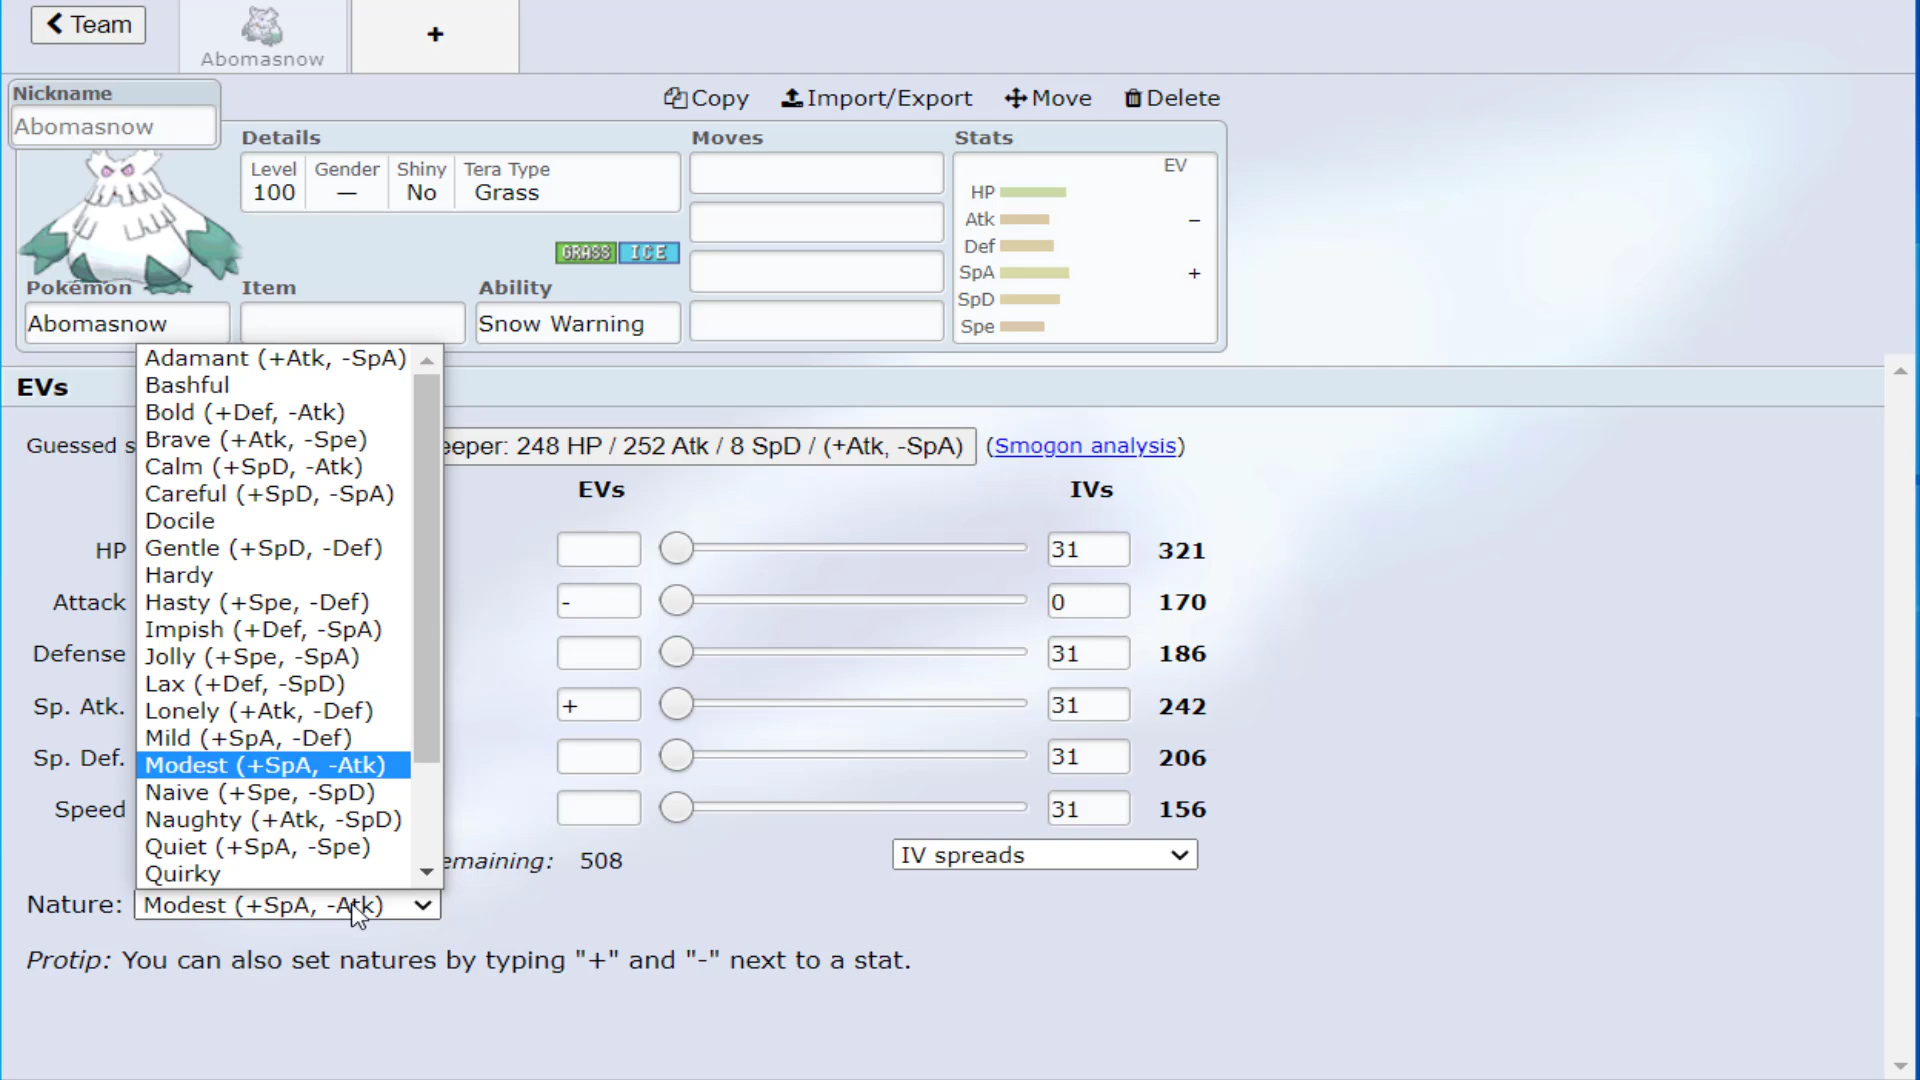 Team
Abomasnow
+
Nickname
Abomasnow
Copy
Import/Export
Move
Delete
Details
Moves
Stats
Level
100
Gender
—
Shiny
No
Tera Type
Grass
EV
HP
Atk
−
Def
SpA
+
SpD
Spe
GRASS
ICE
Pokémon
Item
Ability
Abomasnow
Snow Warning
EVs
Guessed s
eeper: 248 HP / 252 Atk / 8 SpD / (+Atk, -SpA)
(Smogon analysis)
Adamant (+Atk, -SpA)
Bashful
Bold (+Def, -Atk)
Brave (+Atk, -Spe)
Calm (+SpD, -Atk)
Careful (+SpD, -SpA)
Docile
Gentle (+SpD, -Def)
Hardy
Hasty (+Spe, -Def)
Impish (+Def, -SpA)
Jolly (+Spe, -SpA)
Lax (+Def, -SpD)
Lonely (+Atk, -Def)
Mild (+SpA, -Def)
Modest (+SpA, -Atk)
Naive (+Spe, -SpD)
Naughty (+Atk, -SpD)
Quiet (+SpA, -Spe)
Quirky
EVs
IVs
HP
31
321
Attack
-
0
170
Defense
31
186
Sp. Atk.
+
31
242
Sp. Def.
31
206
Speed
31
156
emaining: 508
IV spreads
Nature:
Modest (+SpA, -Atk)
Protip: You can also set natures by typing "+" and "-" next to a stat.